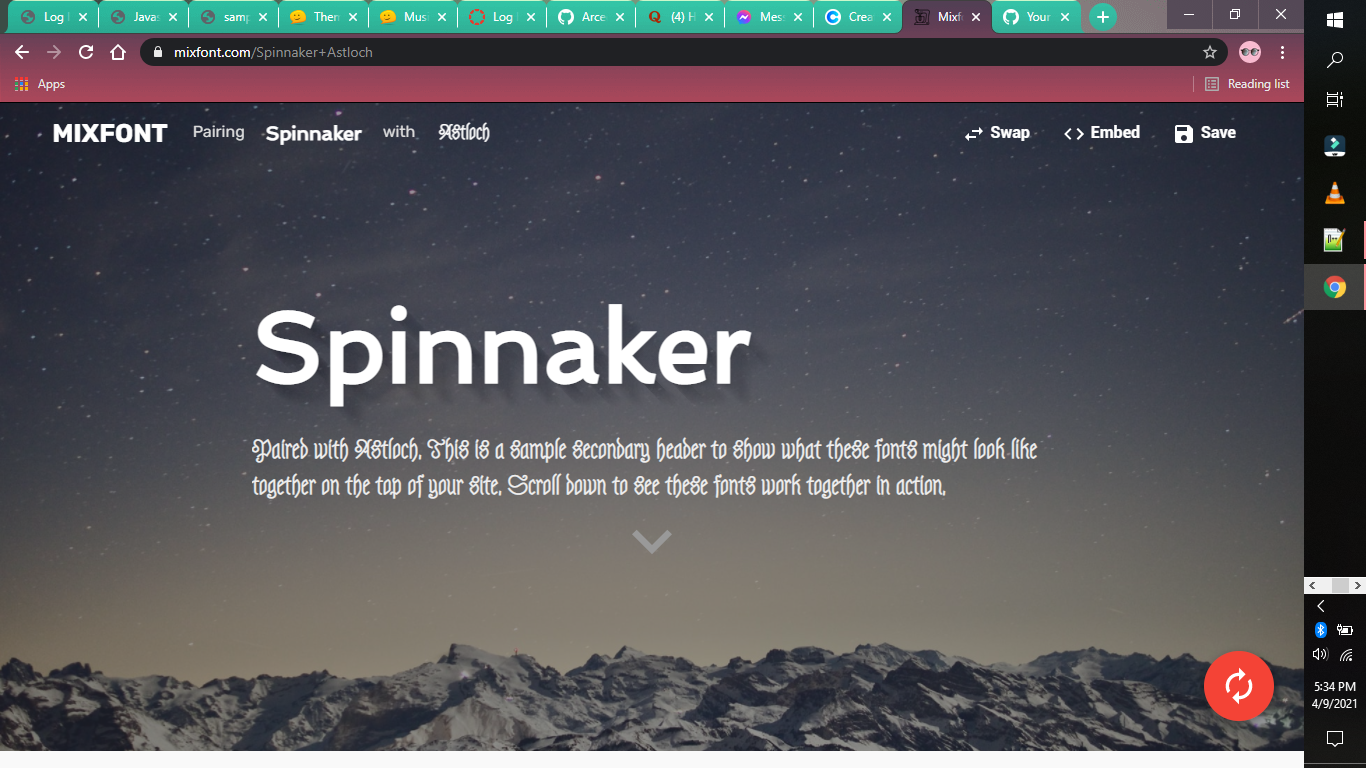 Log Javas samp Them Musi Log Arce (4) H Mess Crea Mixfo Your
mixfont.com/Spinnaker+Astloch
Apps Reading list
MIXFONT Pairing Spinnaker with Astloch Swap Embed Save
Spinnaker
Paired with Astloch. This is a sample secondary header to show what these fonts might look like
together on the top of your site. Scroll down to see these fonts work together in action.
5:34 PM
4/9/2021